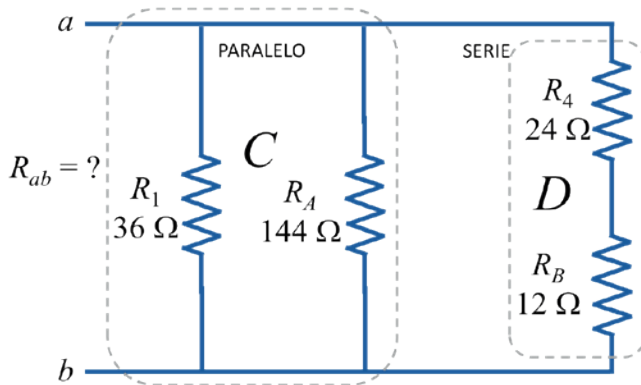 a
PARALELO
SERIE
R4
24 Ω
C
Rab = ?
R1
36 Ω
RA
144 Ω
D
RB
12 Ω
b